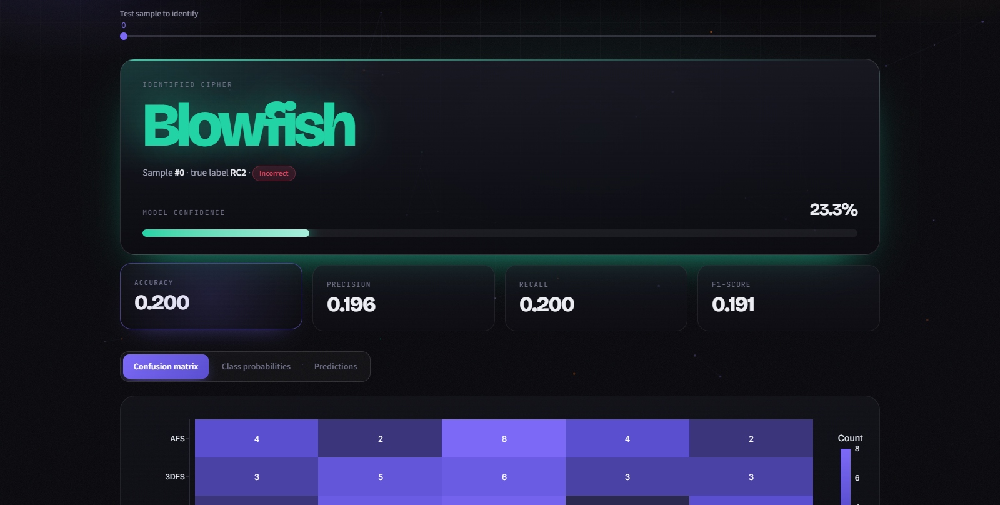 Test sample to identify
0
IDENTIFIED CIPHER
Blowfish
Sample #0 · true label RC2 · Incorrect
MODEL CONFIDENCE
23.3%
ACCURACY
0.200
PRECISION
0.196
RECALL
0.200
F1-SCORE
0.191
Confusion matrix
Class probabilities
Predictions
AES 4 2 8 4 2
3DES 3 5 6 3 3
Count
8
6